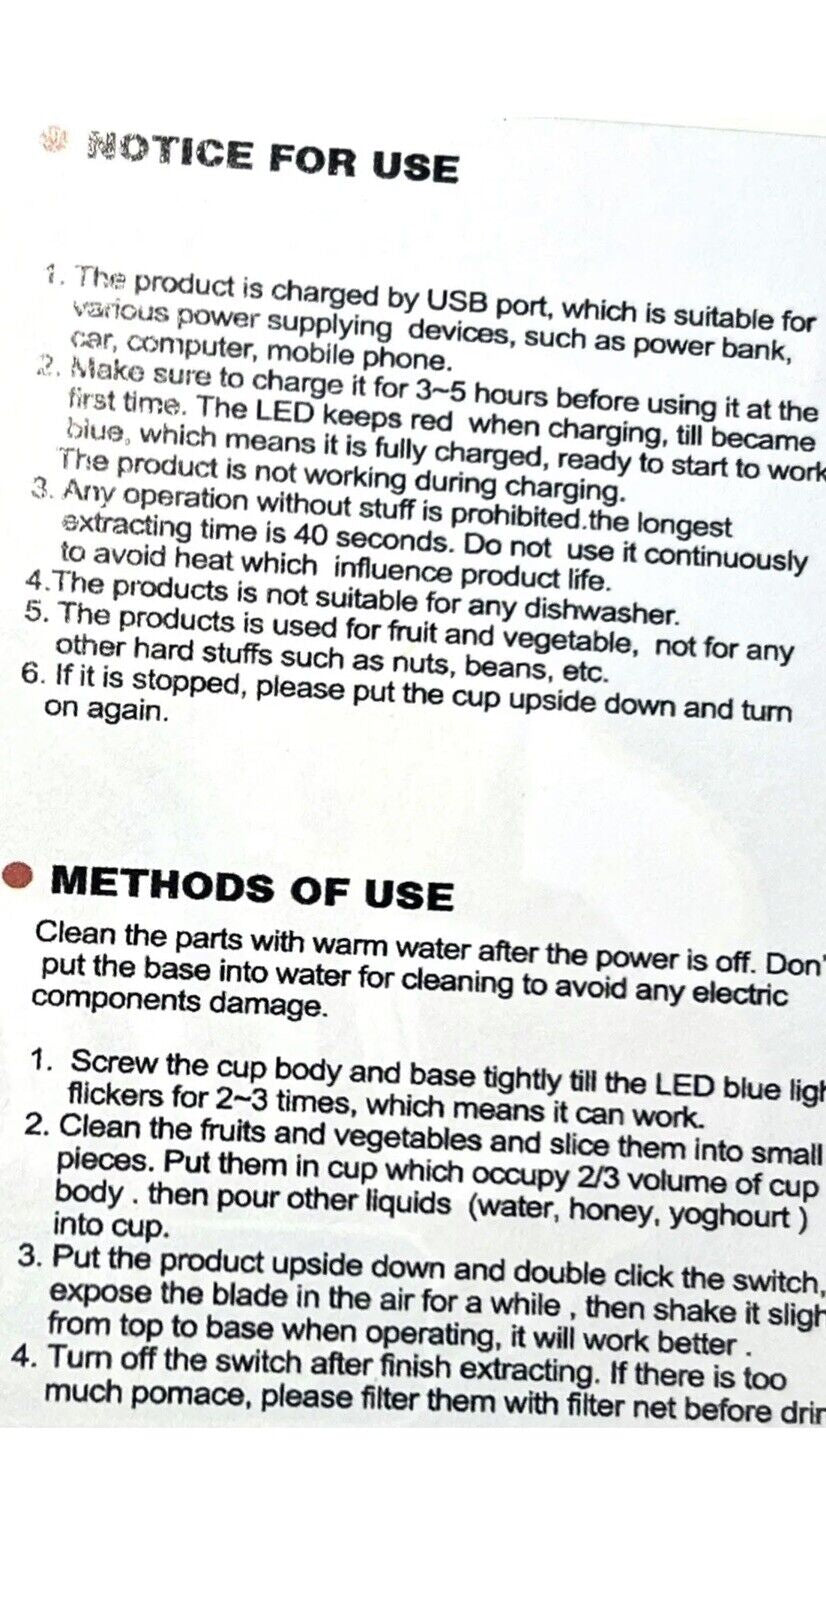 NOTICE FOR USE
1. The product is charged by USB port, which is suitable for
various power supplying devices, such as power bank,
car, computer, mobile phone.
2. Make sure to charge it for 3~5 hours before using it at the
first time. The LED keeps red when charging, till became
blue, which means it is fully charged, ready to start to work
The product is not working during charging.
3. Any operation without stuff is prohibited.the longest
extracting time is 40 seconds. Do not use it continuously
to avoid heat which influence product life.
4.The products is not suitable for any dishwasher.
5. The products is used for fruit and vegetable, not for any
other hard stuffs such as nuts, beans, etc.
6. If it is stopped, please put the cup upside down and turn
on again.
METHODS OF USE
Clean the parts with warm water after the power is off. Don'
put the base into water for cleaning to avoid any electric
components damage.
1. Screw the cup body and base tightly till the LED blue ligh
flickers for 2~3 times, which means it can work.
2. Clean the fruits and vegetables and slice them into small
pieces. Put them in cup which occupy 2/3 volume of cup
body . then pour other liquids (water, honey, yoghourt )
into cup.
3. Put the product upside down and double click the switch,
expose the blade in the air for a while , then shake it sligh
from top to base when operating, it will work better .
4. Turn off the switch after finish extracting. If there is too
much pomace, please filter them with filter net before drin